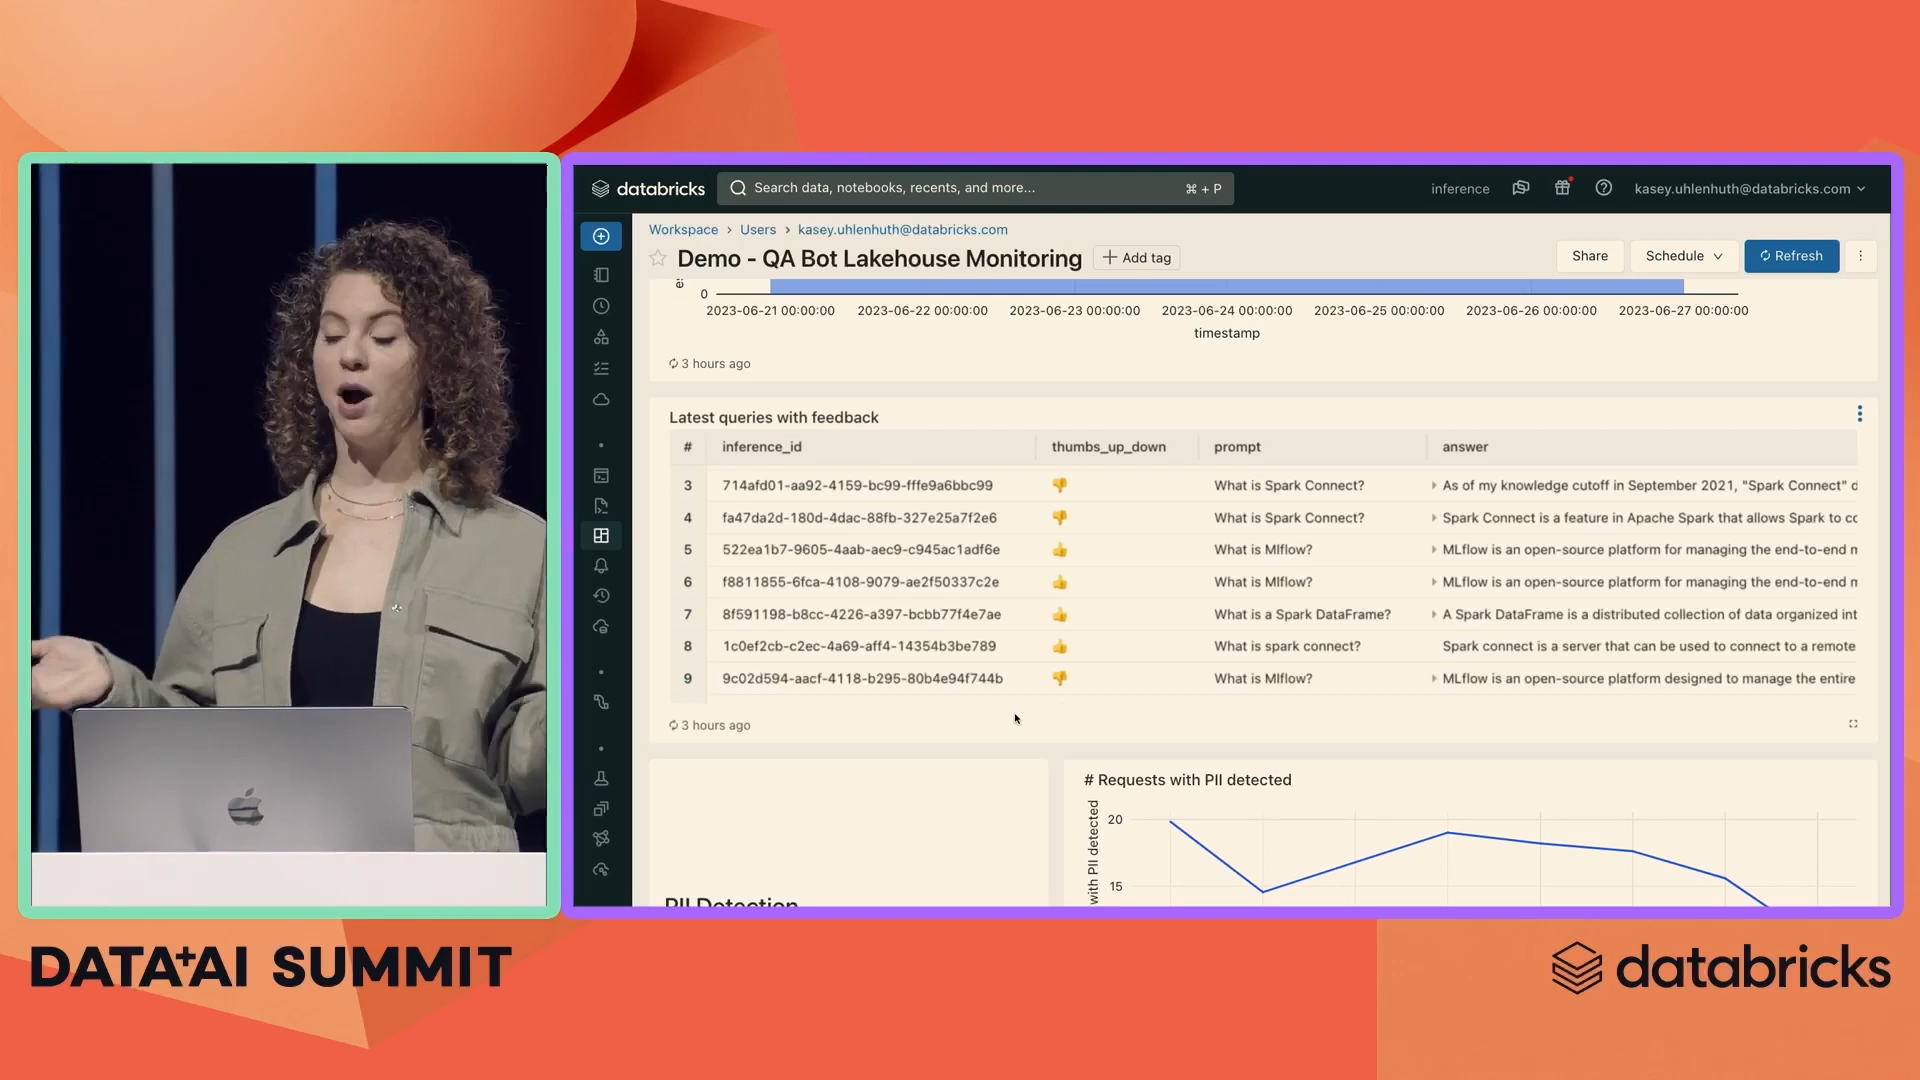 databricks
Search data, notebooks, recents, and more...
⌘ + P
inference
kasey.uhlenhuth@databricks.com
Workspace › Users › kasey.uhlenhuth@databricks.com
Demo - QA Bot Lakehouse Monitoring
+ Add tag
Share
Schedule
Refresh
0
2023-06-21 00:00:00 2023-06-22 00:00:00 2023-06-23 00:00:00 2023-06-24 00:00:00 2023-06-25 00:00:00 2023-06-26 00:00:00 2023-06-27 00:00:00
timestamp
3 hours ago
Latest queries with feedback
# inference_id thumbs_up_down prompt answer
3 714afd01-aa92-4159-bc99-fffe9a6bbc99 👎 What is Spark Connect? As of my knowledge cutoff in September 2021, "Spark Connect" d
4 fa47da2d-180d-4dac-88fb-327e25a7f2e6 👎 What is Spark Connect? Spark Connect is a feature in Apache Spark that allows Spark to cc
5 522ea1b7-9605-4aab-aec9-c945ac1adf6e 👍 What is Mlflow? MLflow is an open-source platform for managing the end-to-end m
6 f8811855-6fca-4108-9079-ae2f50337c2e 👍 What is Mlflow? MLflow is an open-source platform for managing the end-to-end m
7 8f591198-b8cc-4226-a397-bcbb77f4e7ae 👍 What is a Spark DataFrame? A Spark DataFrame is a distributed collection of data organized int
8 1c0ef2cb-c2ec-4a69-aff4-14354b3be789 👍 What is spark connect? Spark connect is a server that can be used to connect to a remote
9 9c02d594-aacf-4118-b295-80b4e94f744b 👎 What is Mlflow? MLflow is an open-source platform designed to manage the entire
3 hours ago
PII Detection
# Requests with PII detected
with PII detected
20
15
DATA+AI SUMMIT
databricks